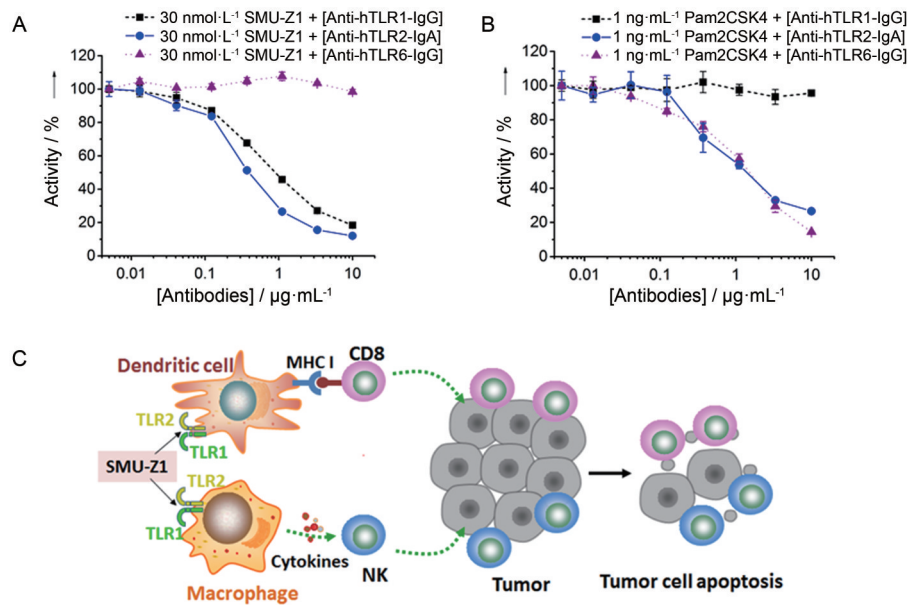 A
30 nmol·L⁻¹ SMU-Z1 + [Anti-hTLR1-IgG]
30 nmol·L⁻¹ SMU-Z1 + [Anti-hTLR2-IgA]
30 nmol·L⁻¹ SMU-Z1 + [Anti-hTLR6-IgG]
Activity / %
120
100
80
60
40
20
0
0.01
0.1
1
10
[Antibodies] / µg·mL⁻¹
B
1 ng·mL⁻¹ Pam2CSK4 + [Anti-hTLR1-IgG]
1 ng·mL⁻¹ Pam2CSK4 + [Anti-hTLR2-IgA]
1 ng·mL⁻¹ Pam2CSK4 + [Anti-hTLR6-IgG]
Activity / %
120
100
80
60
40
20
0
0.01
0.1
1
10
[Antibodies] / µg·mL⁻¹
C
Dendritic cell
MHC I
CD8
TLR2
TLR1
SMU-Z1
TLR2
TLR1
Macrophage
Cytokines
NK
Tumor
Tumor cell apoptosis